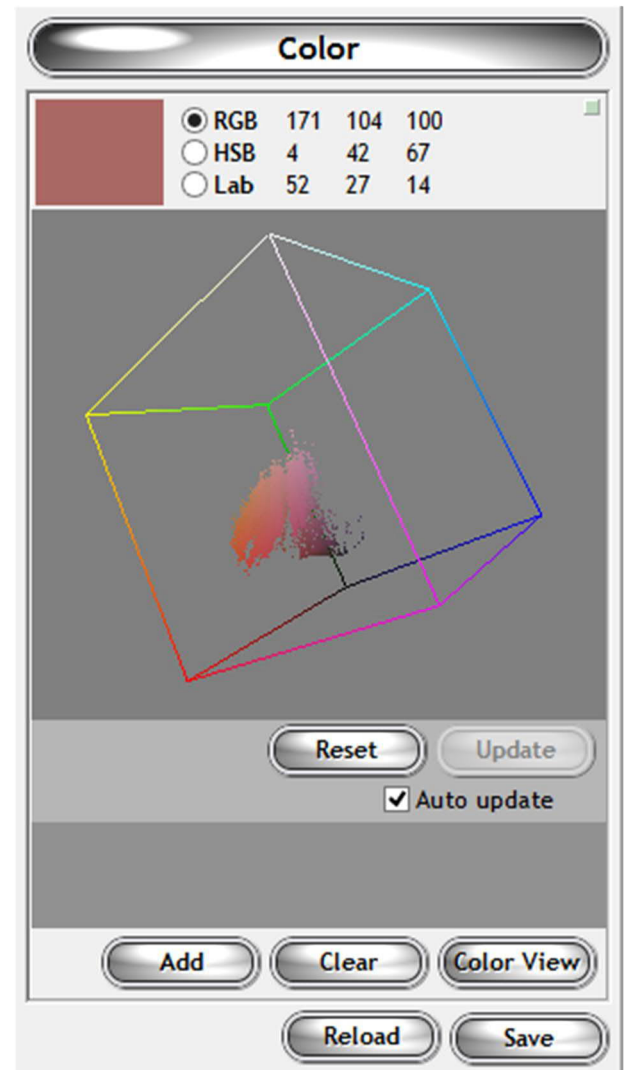 Color
RGB 171 104 100
HSB 4 42 67
Lab 52 27 14
Reset Update
Auto update
Add Clear Color View
Reload Save